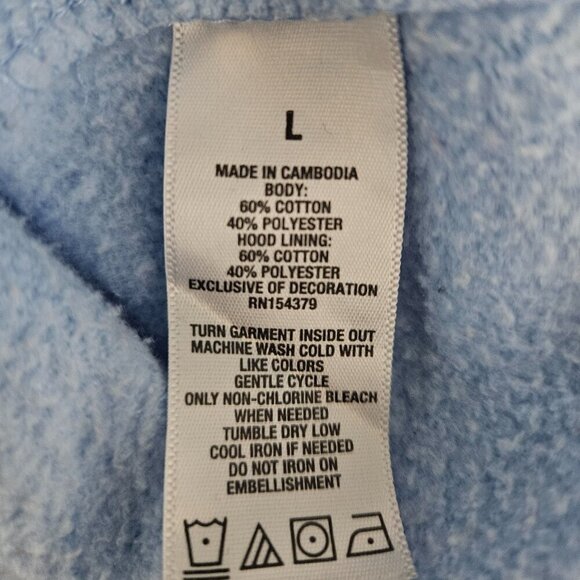 L
MADE IN CAMBODIA
BODY:
60% COTTON
40% POLYESTER
HOOD LINING:
60% COTTON
40% POLYESTER
EXCLUSIVE OF DECORATION
RN154379
TURN GARMENT INSIDE OUT
MACHINE WASH COLD WITH
LIKE COLORS
GENTLE CYCLE
ONLY NON-CHLORINE BLEACH
WHEN NEEDED
TUMBLE DRY LOW
COOL IRON IF NEEDED
DO NOT IRON ON
EMBELLISHMENT